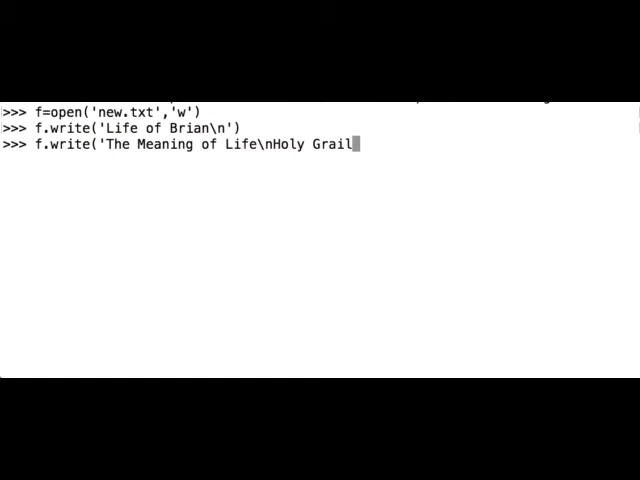 >>> f=open('new.txt','w')
>>> f.write('Life of Brian\n')
>>> f.write('The Meaning of Life\nHoly Grail